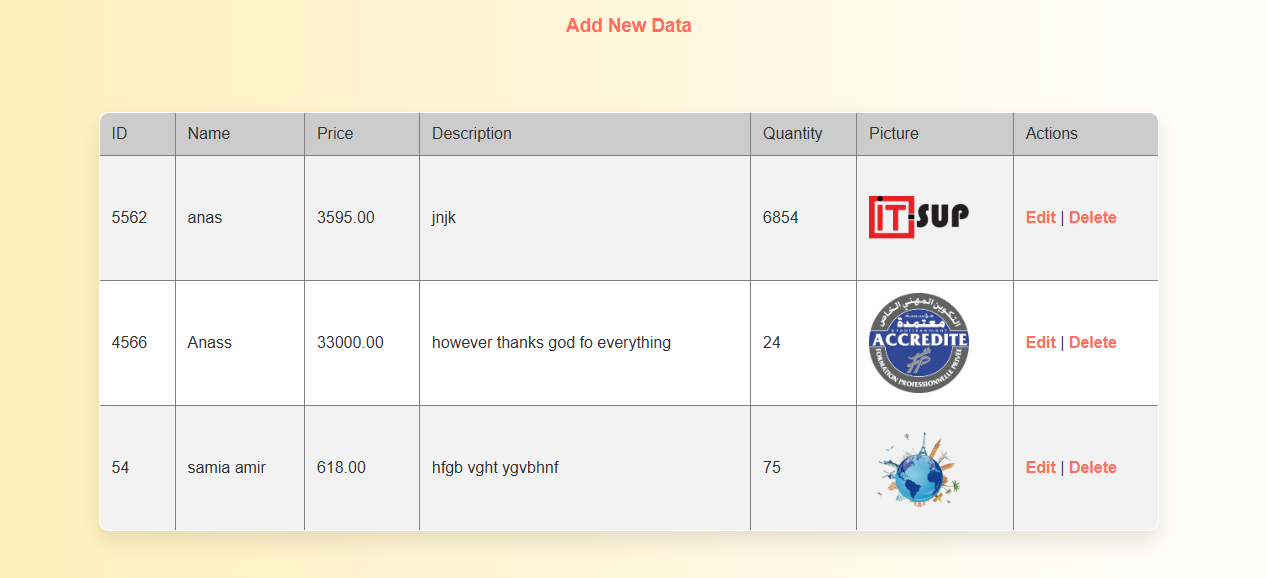 Add New Data
ID Name Price Description Quantity Picture Actions
5562 anas 3595.00 jnjk 6854 iT-SUP Edit | Delete
4566 Anass 33000.00 however thanks god fo everything 24 Edit | Delete
التكوين المهني الخاص
مؤسسة
معتمدة
Etablissement
ACCREDITE
FORMATION PROFESSIONNELLE PRIVÉE
54 samia amir 618.00 hfgb vght ygvbhnf 75 Edit | Delete